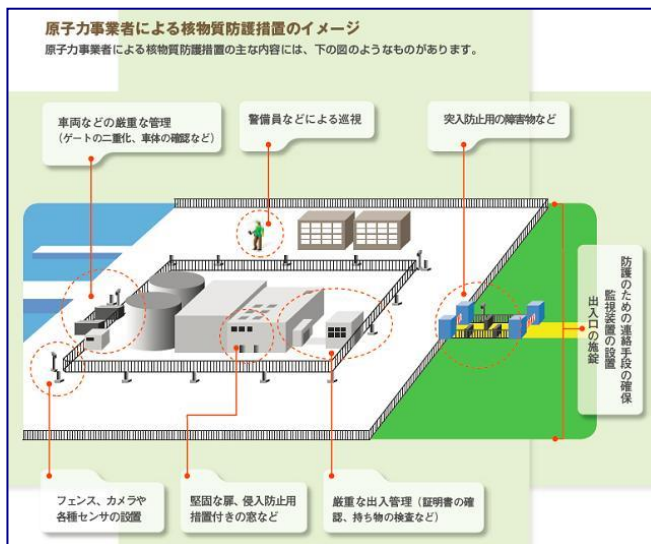 原子力事業者による核物質防護措置のイメージ
原子力事業者による核物質防護措置の主な内容には、下の図のようなものがあります。
車両などの厳重な管理
(ゲートの二重化、車体の確認など)
警備員などによる巡視
突入防止用の障害物など
防護のための連絡手段の確保
監視装置の設置
出入口の施錠
フェンス、カメラや
各種センサの設置
堅固な扉、侵入防止用
措置付きの窓など
厳重な出入管理(証明書の確
認、持ち物の検査など)